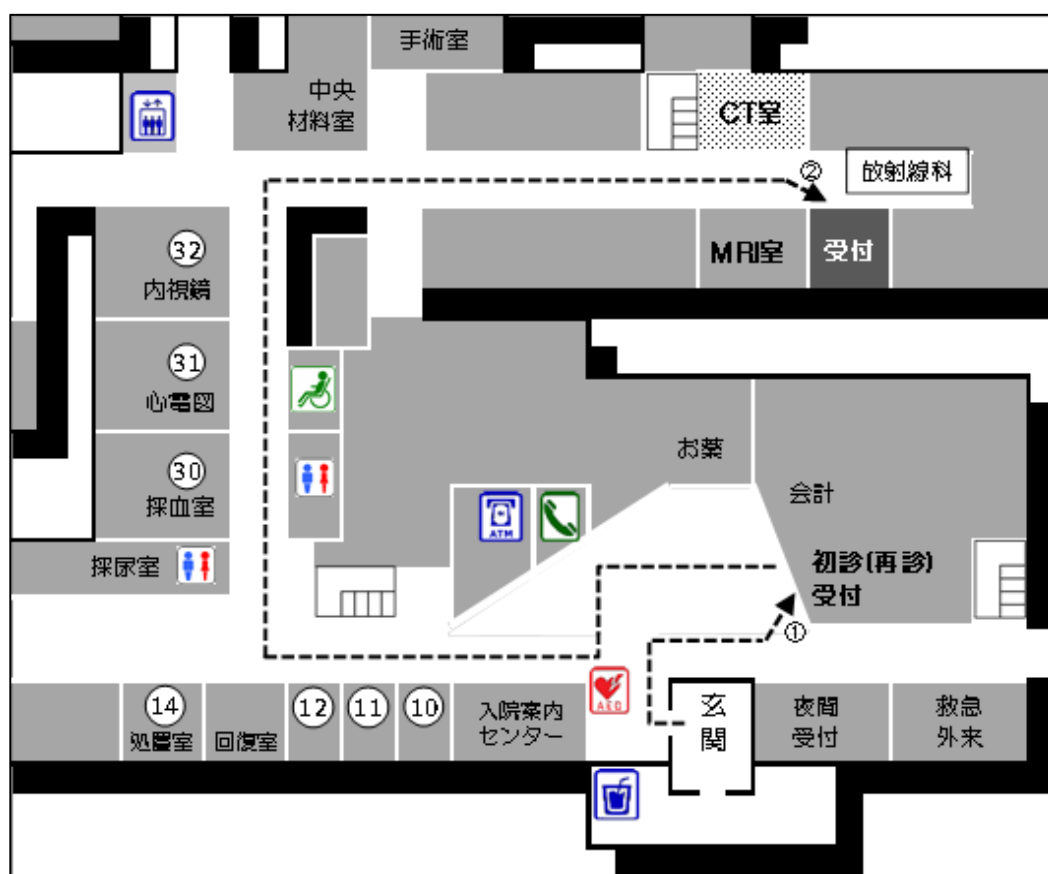 手術室
中央
材料室
CT室
②
放射線科
32
内視鏡
MRI室
受付
31
心電図
お薬
30
採血室
会計
ATM
採尿室
初診(再診)
受付
①
AED
14
処置室
回復室
12
11
10
入院案内
センター
玄
関
夜間
受付
救急
外来